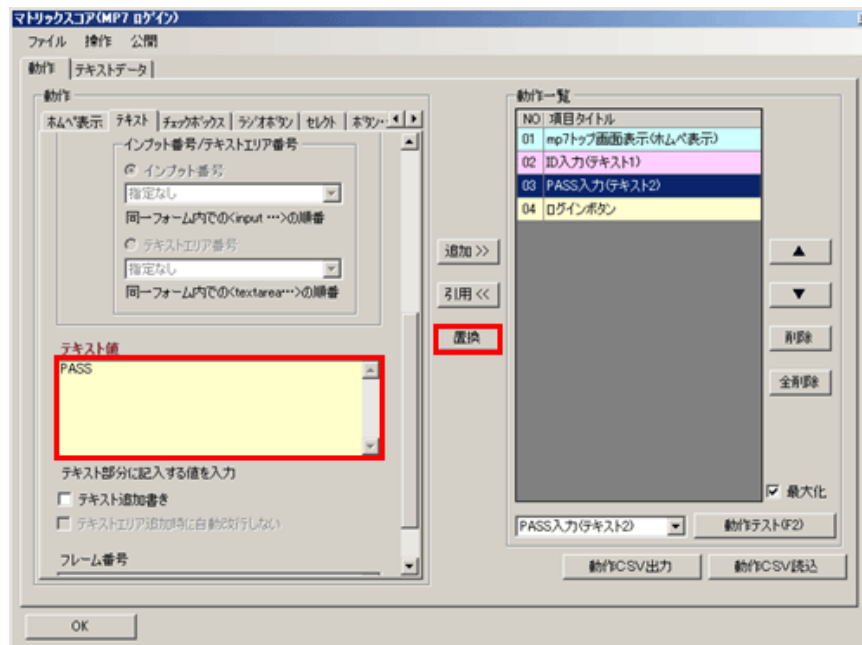 マトリックスコア(MP7 ログイン)
ファイル 操作 公開
動作 テキストデータ
動作
ホムペ表示 テキスト チェックボックス ラジオボタン セレクト ボタン・
インプット番号/テキストエリア番号
インプット番号
指定なし
同一フォーム内での<input …>の順番
テキストエリア番号
指定なし
同一フォーム内での<textarea…>の順番
テキスト値
PASS
テキスト部分に記入する値を入力
テキスト追加書き
テキストエリア追加時に自動改行しない
フレーム番号
追加 >>
引用 <<
置換
動作一覧
NO 項目タイトル
01 mp7トップ画面表示(ホムペ表示)
02 ID入力(テキスト1)
03 PASS入力(テキスト2)
04 ログインボタン
▲
▼
削除
全削除
最大化
PASS入力(テキスト2) 動作テスト(F2)
動作CSV出力 動作CSV読込
OK